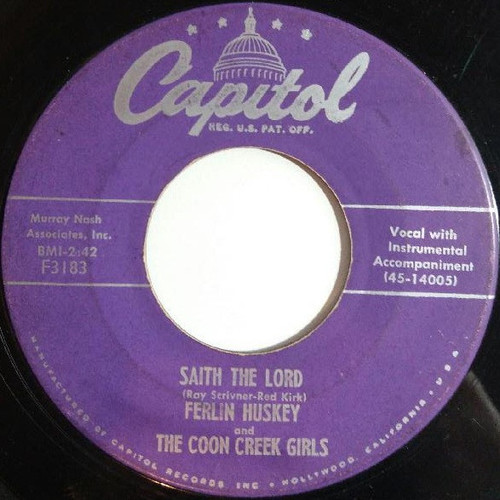 Capitol
REG. U.S. PAT. OFF.
Murray Nash
Associates, Inc.
BMI-2:42
F3183
Vocal with
Instrumental
Accompaniment
(45-14005)
SAITH THE LORD
(Ray Scrivner-Red Kirk)
FERLIN HUSKEY
and
THE COON CREEK GIRLS
MANUFACTURED BY CAPITOL RECORDS INC • HOLLYWOOD, CALIFORNIA • U S A